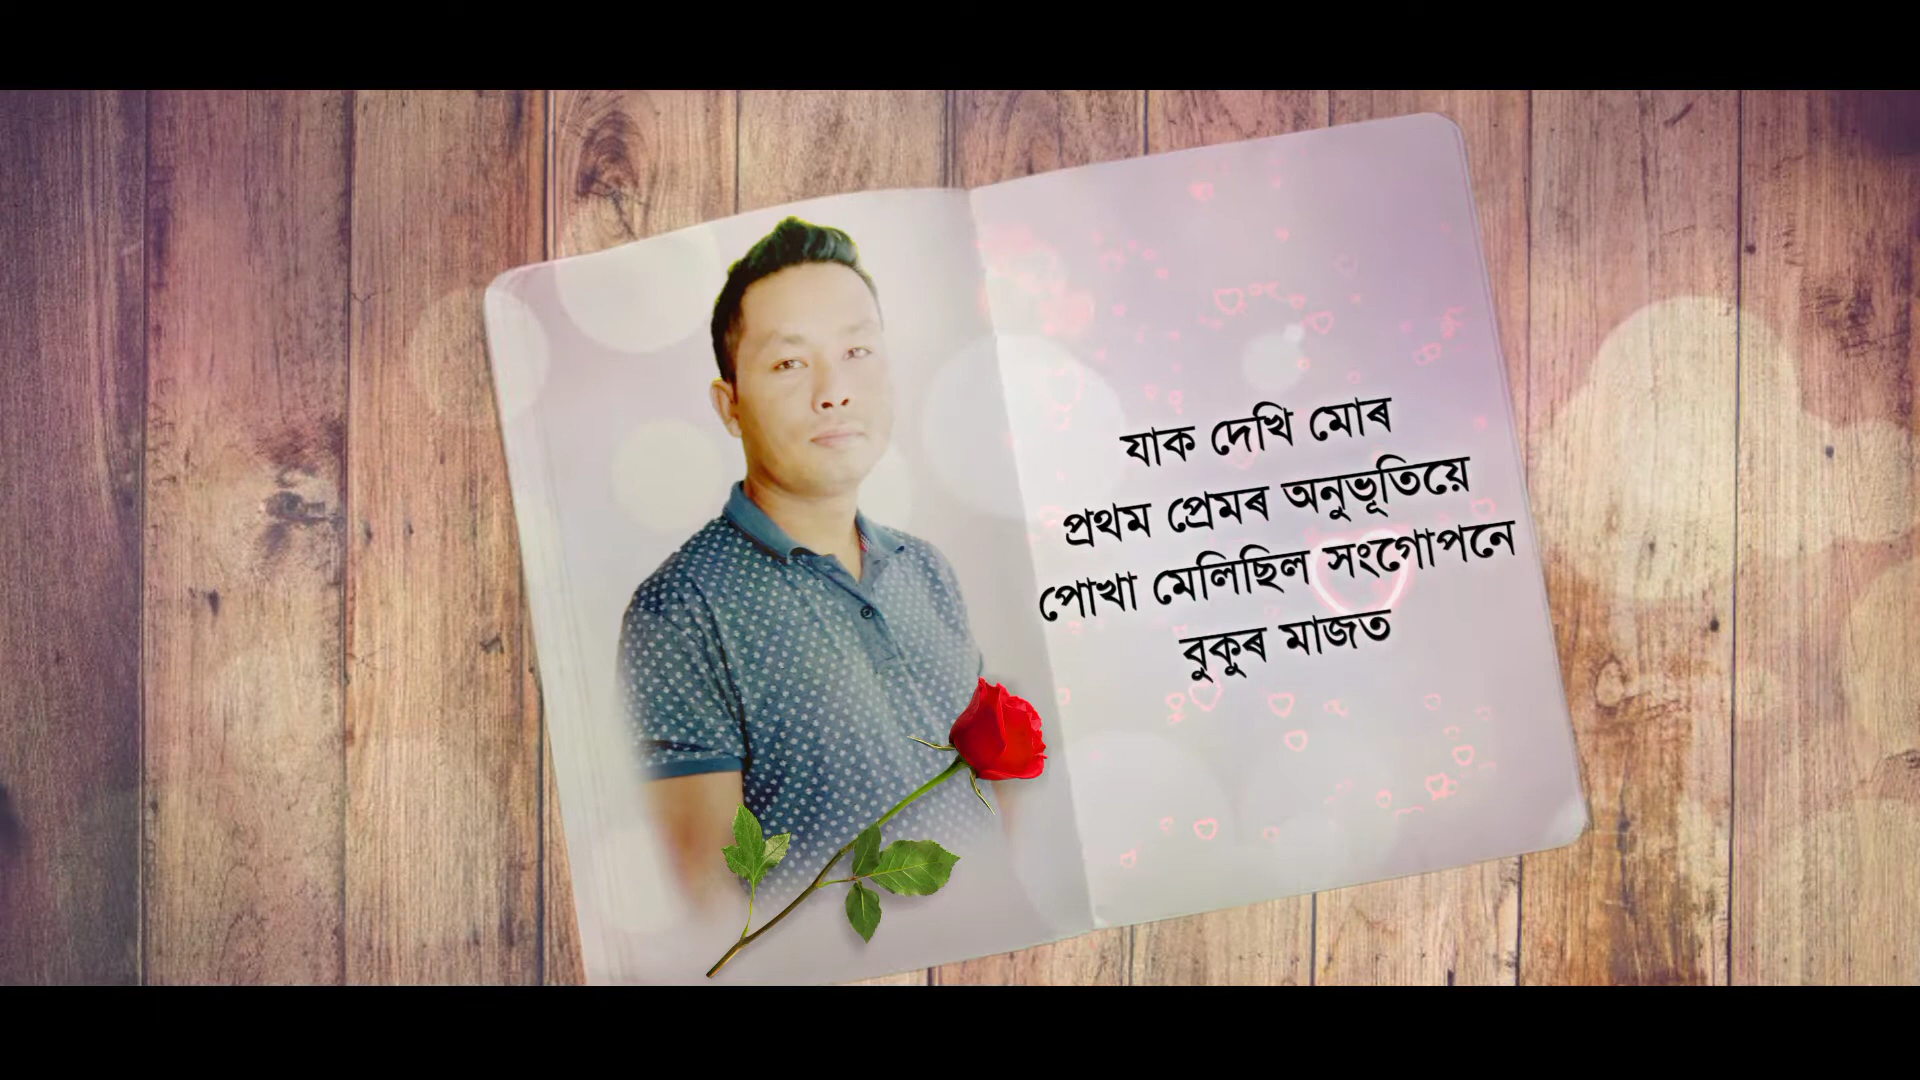 যাক দেখি মোৰ
প্ৰথম প্ৰেমৰ অনুভূতিয়ে
পোখা মেলিছিল সংগোপনে
বুকুৰ মাজত